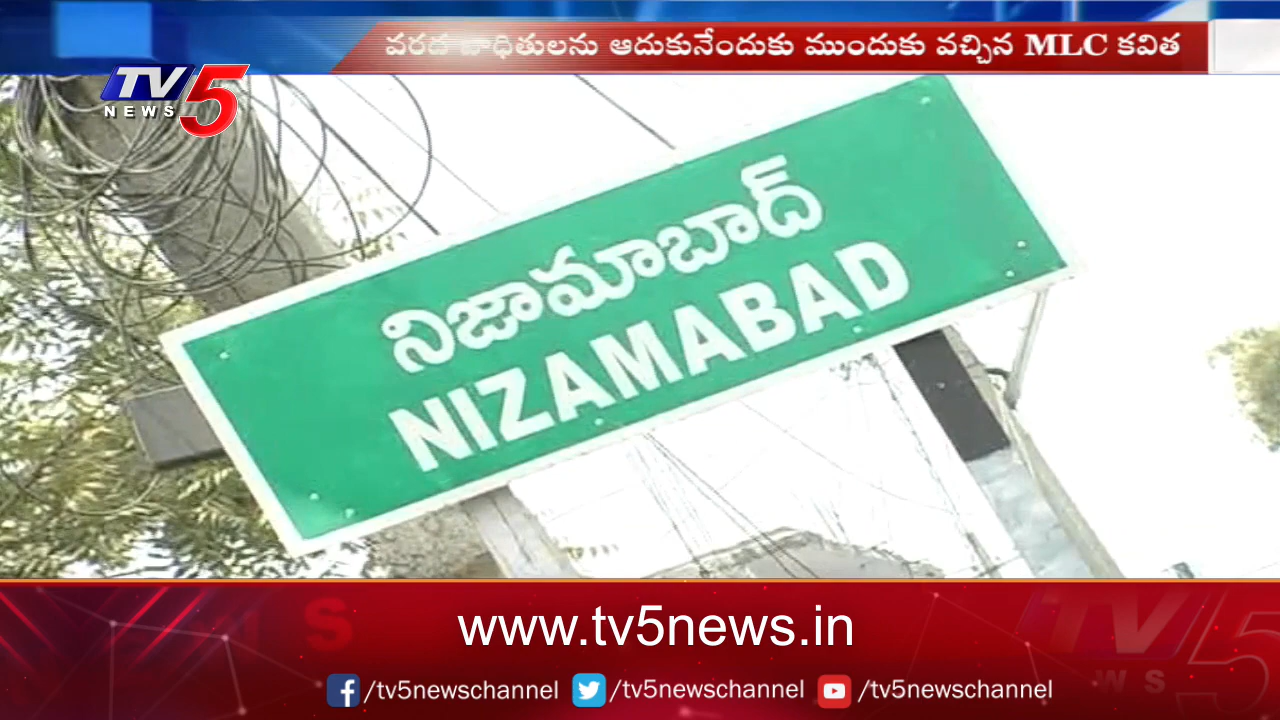 వరద బాధితులను ఆదుకునేందుకు ముందుకు వచ్చిన MLC కవిత
TV5
NEWS
నిజామాబాద్
NIZAMABAD
www.tv5news.in
/tv5newschannel /tv5newschannel /tv5newschannel